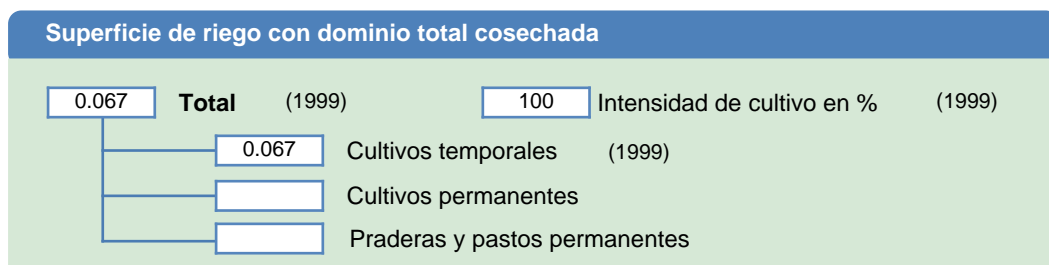 Superficie de riego con dominio total cosechada
0.067 Total (1999) 100 Intensidad de cultivo en % (1999)
0.067 Cultivos temporales (1999)
Cultivos permanentes
Praderas y pastos permanentes